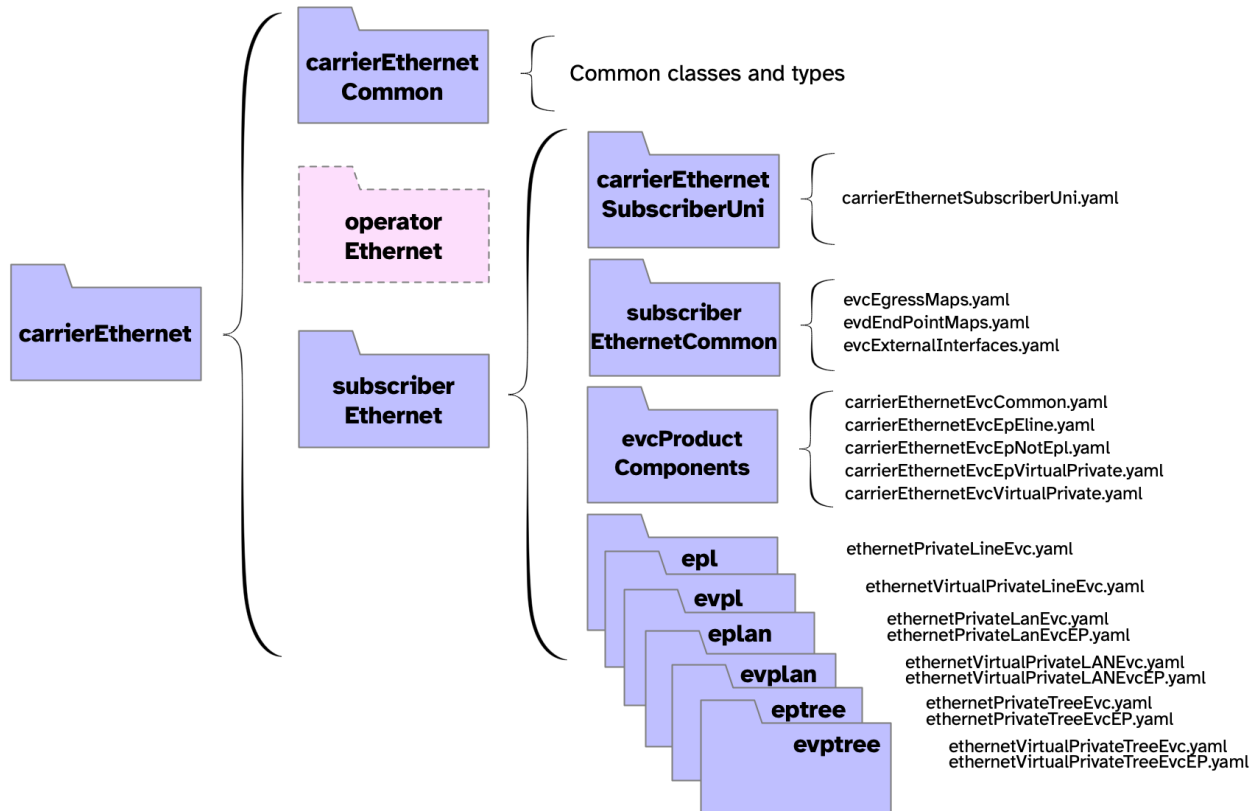 carrierEthernet
carrierEthernet
Common
Common classes and types
operator
Ethernet
subscriber
Ethernet
carrierEthernet
SubscriberUni
carrierEthernetSubscriberUni.yaml
subscriber
EthernetCommon
evcEgressMaps.yaml
evdEndPointMaps.yaml
evcExternalInterfaces.yaml
evcProduct
Components
carrierEthernetEvcCommon.yaml
carrierEthernetEvcEpEline.yaml
carrierEthernetEvcEpNotEpl.yaml
carrierEthernetEvcEpVirtualPrivate.yaml
carrierEthernetEvcVirtualPrivate.yaml
epl
ethernetPrivateLineEvc.yaml
evpl
ethernetVirtualPrivateLineEvc.yaml
eplan
ethernetPrivateLanEvc.yaml
ethernetPrivateLanEvcEP.yaml
evplan
ethernetVirtualPrivateLANEvc.yaml
ethernetVirtualPrivateLANEvcEP.yaml
eptree
ethernetPrivateTreeEvc.yaml
ethernetPrivateTreeEvcEP.yaml
evptree
ethernetVirtualPrivateTreeEvc.yaml
ethernetVirtualPrivateTreeEvcEP.yaml